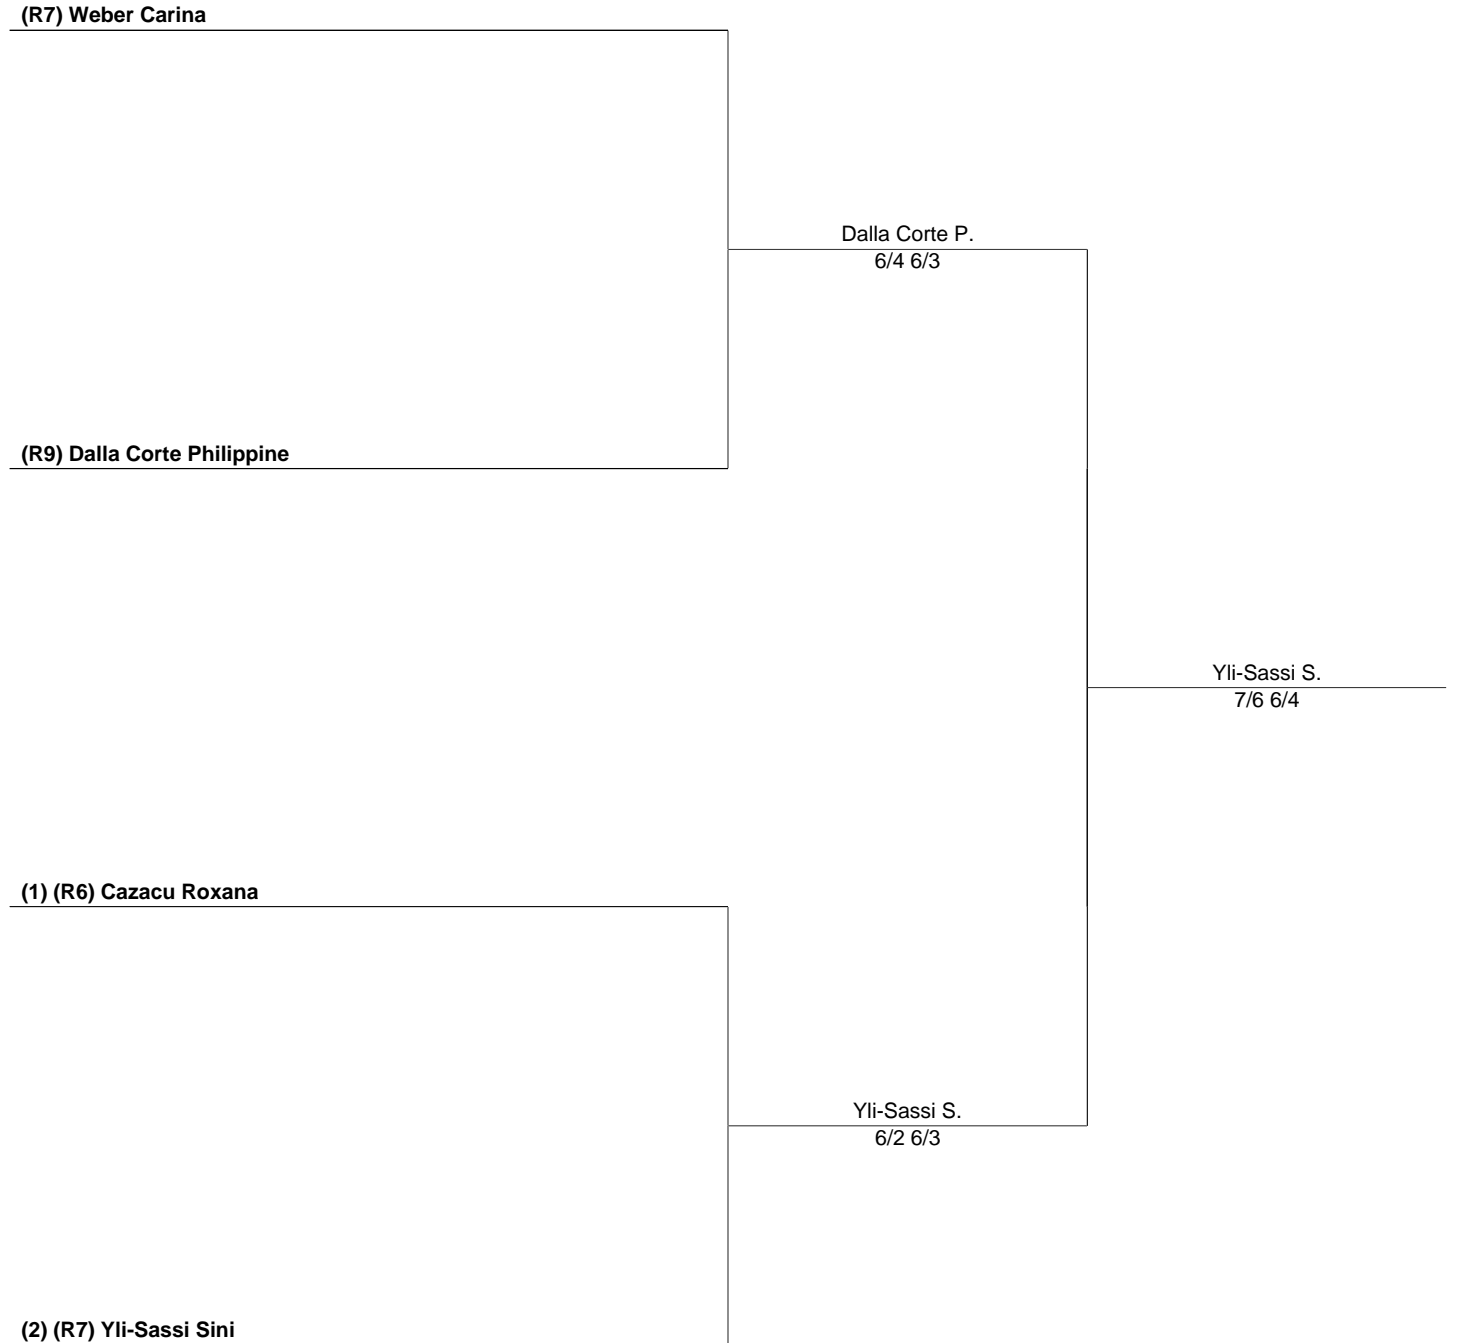 (R7) Weber Carina
Dalla Corte P.
6/4 6/3
(R9) Dalla Corte Philippine
Yli-Sassi S.
7/6 6/4
(1) (R6) Cazacu Roxana
Yli-Sassi S.
6/2 6/3
(2) (R7) Yli-Sassi Sini